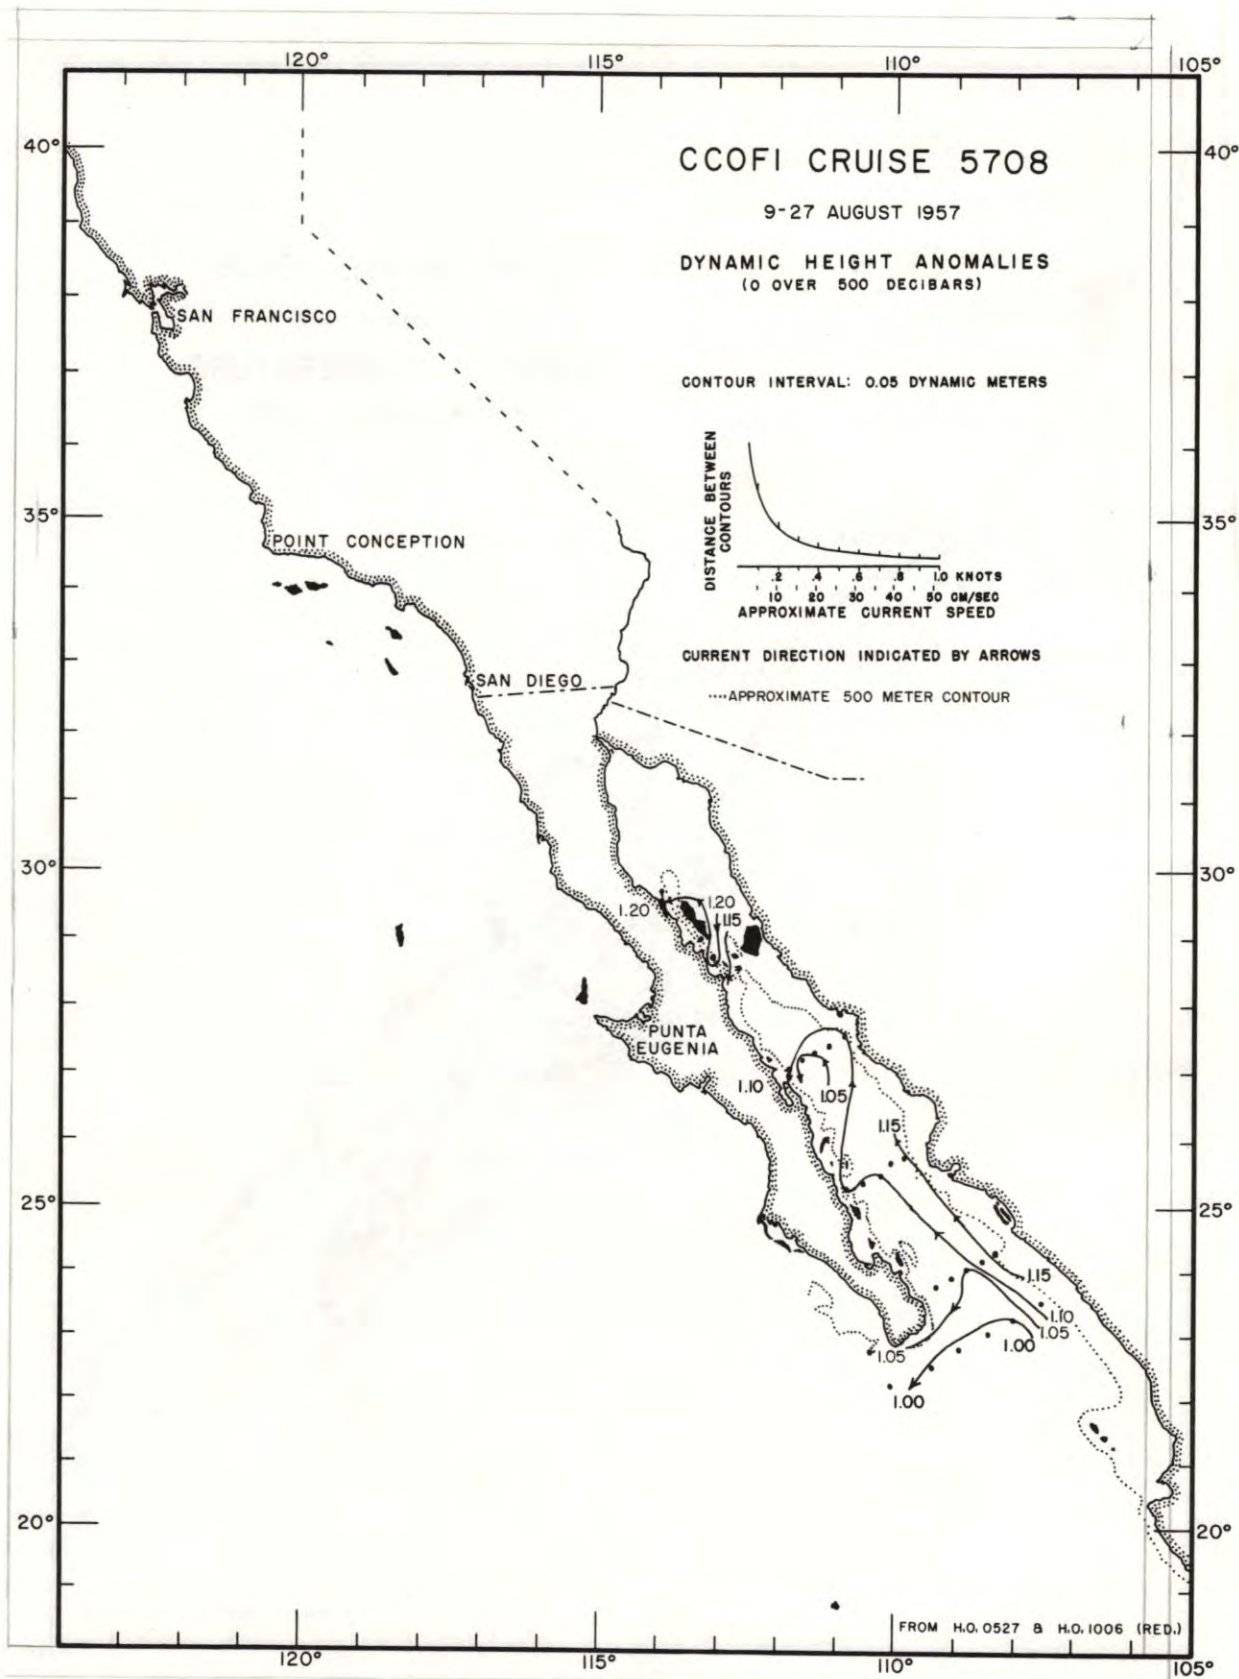 120°
115°
110°
105°
40°
40°
CCOFI CRUISE 5708
9-27 AUGUST 1957
DYNAMIC HEIGHT ANOMALIES
(O OVER 500 DECIBARS)
SAN FRANCISCO
CONTOUR INTERVAL: 0.05 DYNAMIC METERS
DISTANCE BETWEEN
CONTOURS
35°
35°
POINT CONCEPTION
.2 .4 .6 .8 1.0 KNOTS
10 20 30 40 50 CM/SEC
APPROXIMATE CURRENT SPEED
CURRENT DIRECTION INDICATED BY ARROWS
SAN DIEGO
APPROXIMATE 500 METER CONTOUR
30°
30°
1.20
1.20
1.15
PUNTA
EUGENIA
1.10
1.05
1.15
25°
25°
1.15
1.10
1.05
1.00
1.05
1.00
20°
20°
FROM H.O. 0527 & H.O. 1006 (RED.)
120°
115°
110°
105°